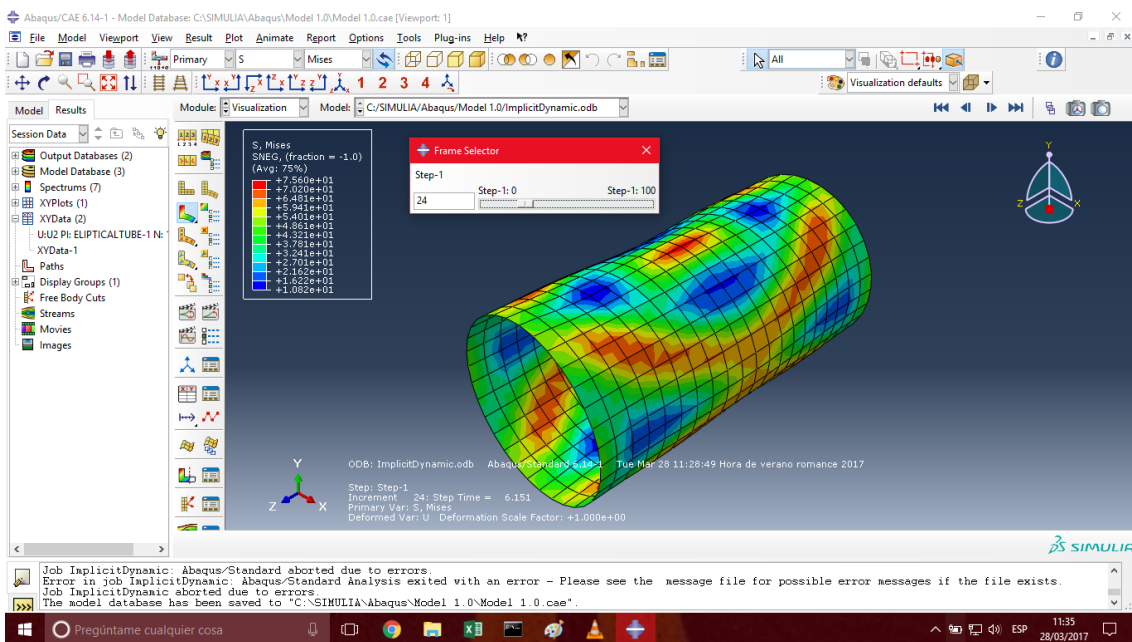 Abaqus/CAE 6.14-1 - Model Database: C:\SIMULIA\Abaqus\Model 1.0\Model 1.0.cae [Viewport: 1]
File Model Viewport View Result Plot Animate Report Options Tools Plug-ins Help
Primary S Mises All
1 2 3 4 Visualization defaults
Model Results Module: Visualization Model: C:/SIMULIA/Abaqus/Model 1.0/ImplicitDynamic.odb
Session Data
Output Databases (2)
Model Database (3)
Spectrums (7)
XYPlots (1)
XYData (2)
U:U2 PI: ELIPTICALTUBE-1 N:
XYData-1
Paths
Display Groups (1)
Free Body Cuts
Streams
Movies
Images
S, Mises
SNEG, (fraction = -1.0)
(Avg: 75%)
+7.560e+01
+7.020e+01
+6.481e+01
+5.941e+01
+5.401e+01
+4.861e+01
+4.321e+01
+3.781e+01
+3.241e+01
+2.701e+01
+2.162e+01
+1.622e+01
+1.082e+01
Frame Selector
Step-1
24 Step-1: 0 Step-1: 100
Y
Z X
Y
Z X
ODB: ImplicitDynamic.odb Abaqus/Standard 6.14-1 Tue Mar 28 11:28:49 Hora de verano romance 2017
Step: Step-1
Increment 24: Step Time = 6.151
Primary Var: S, Mises
Deformed Var: U Deformation Scale Factor: +1.000e+00
SIMULIA
Job ImplicitDynamic: Abaqus/Standard aborted due to errors.
Error in job ImplicitDynamic: Abaqus/Standard Analysis exited with an error - Please see the message file for possible error messages if the file exists.
Job ImplicitDynamic aborted due to errors.
The model database has been saved to "C:\SIMULIA\Abaqus\Model 1.0\Model 1.0.cae".
Pregúntame cualquier cosa
ESP
11:35
28/03/2017